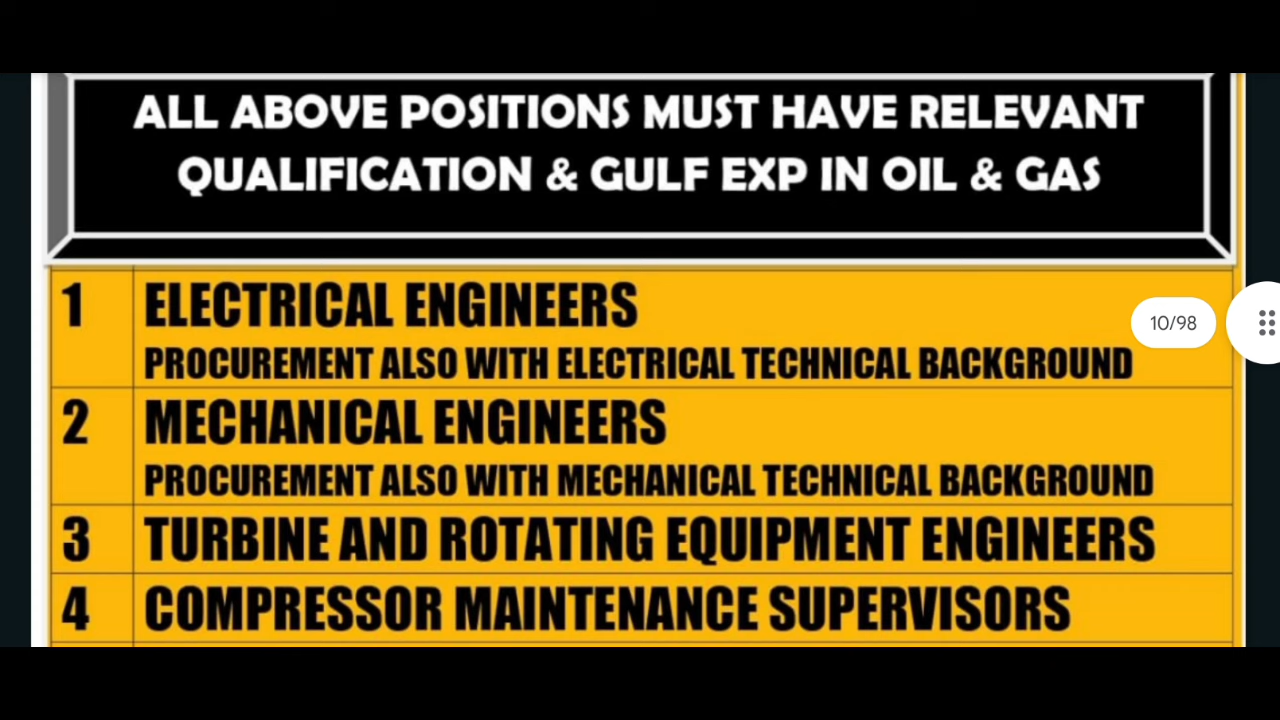 ALL ABOVE POSITIONS MUST HAVE RELEVANT
QUALIFICATION & GULF EXP IN OIL & GAS
1 ELECTRICAL ENGINEERS
PROCUREMENT ALSO WITH ELECTRICAL TECHNICAL BACKGROUND
10/98
2 MECHANICAL ENGINEERS
PROCUREMENT ALSO WITH MECHANICAL TECHNICAL BACKGROUND
3 TURBINE AND ROTATING EQUIPMENT ENGINEERS
4 COMPRESSOR MAINTENANCE SUPERVISORS